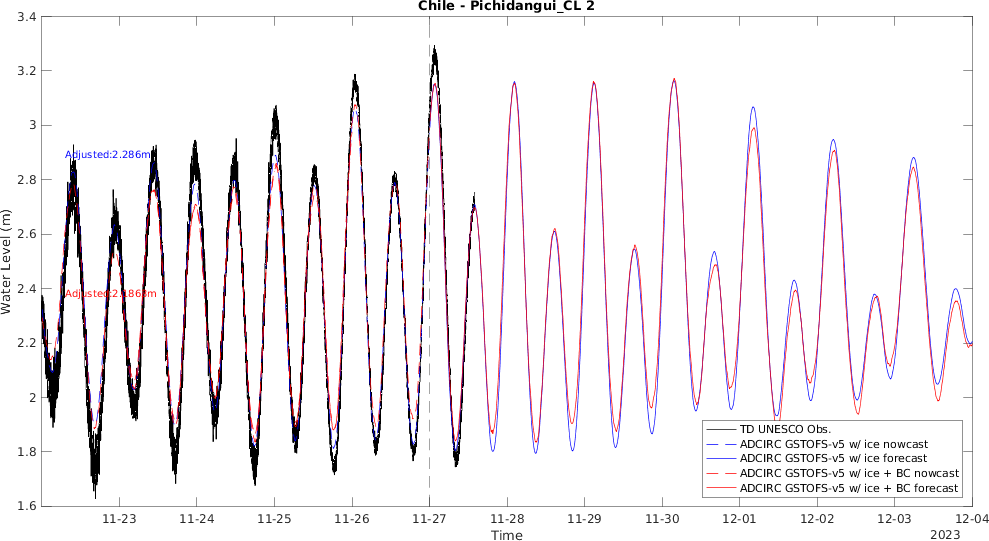 Chile - Pichidangui_CL 2
3.4
3.2
3
2.8
2.6
2.4
2.2
2
1.8
1.6
Water Level (m)
Adjusted:2.286m
Adjusted:2.1863m
TD UNESCO Obs.
ADCIRC GSTOFS-v5 w/ ice nowcast
ADCIRC GSTOFS-v5 w/ ice forecast
ADCIRC GSTOFS-v5 w/ ice + BC nowcast
ADCIRC GSTOFS-v5 w/ ice + BC forecast
11-23 11-24 11-25 11-26 11-27 11-28 11-29 11-30 12-01 12-02 12-03 12-04
Time
2023